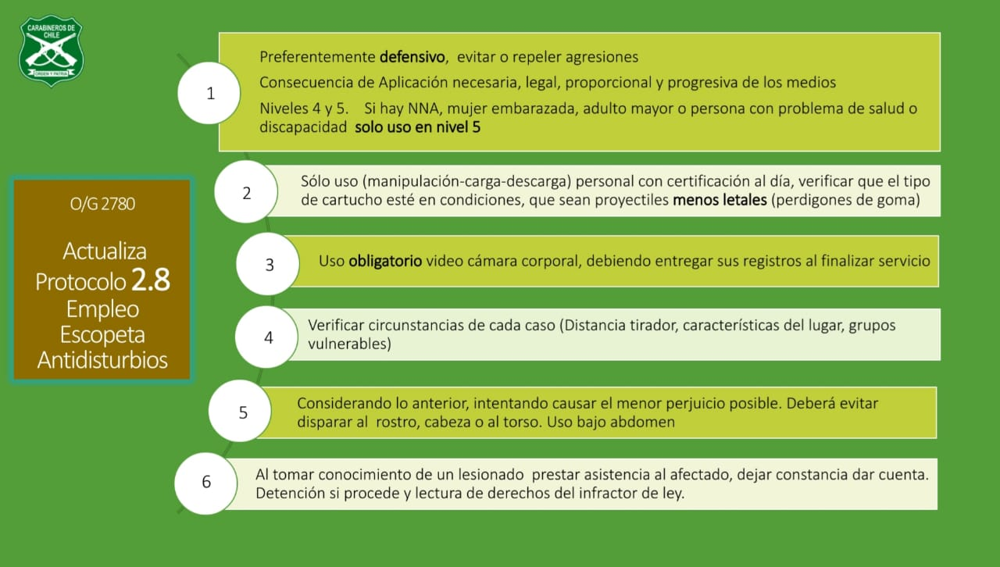 CARABINEROS DE
CHILE
ORDEN Y PATRIA
O/G 2780
Actualiza
Protocolo 2.8
Empleo
Escopeta
Antidisturbios
1
Preferentemente defensivo, evitar o repeler agresiones
Consecuencia de Aplicación necesaria, legal, proporcional y progresiva de los medios
Niveles 4 y 5. Si hay NNA, mujer embarazada, adulto mayor o persona con problema de salud o
discapacidad solo uso en nivel 5
2
Sólo uso (manipulación-carga-descarga) personal con certificación al día, verificar que el tipo
de cartucho esté en condiciones, que sean proyectiles menos letales (perdigones de goma)
3
Uso obligatorio video cámara corporal, debiendo entregar sus registros al finalizar servicio
4
Verificar circunstancias de cada caso (Distancia tirador, características del lugar, grupos
vulnerables)
5
Considerando lo anterior, intentando causar el menor perjuicio posible. Deberá evitar
disparar al rostro, cabeza o al torso. Uso bajo abdomen
6
Al tomar conocimiento de un lesionado prestar asistencia al afectado, dejar constancia dar cuenta.
Detención si procede y lectura de derechos del infractor de ley.